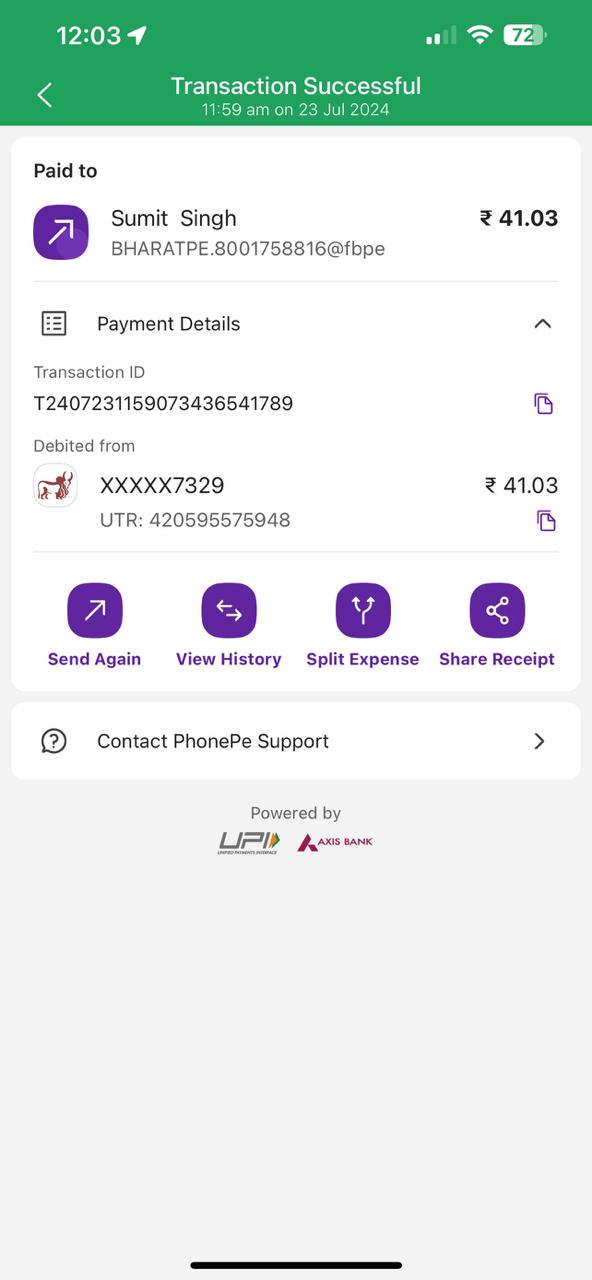 12:03
72
Transaction Successful
11:59 am on 23 Jul 2024
Paid to
Sumit Singh ₹ 41.03
BHARATPE.8001758816@fbpe
Payment Details
Transaction ID
T2407231159073436541789
Debited from
XXXXX7329 ₹ 41.03
UTR: 420595575948
Send Again View History Split Expense Share Receipt
Contact PhonePe Support
Powered by
UPI AXIS BANK
UNIFIED PAYMENTS INTERFACE